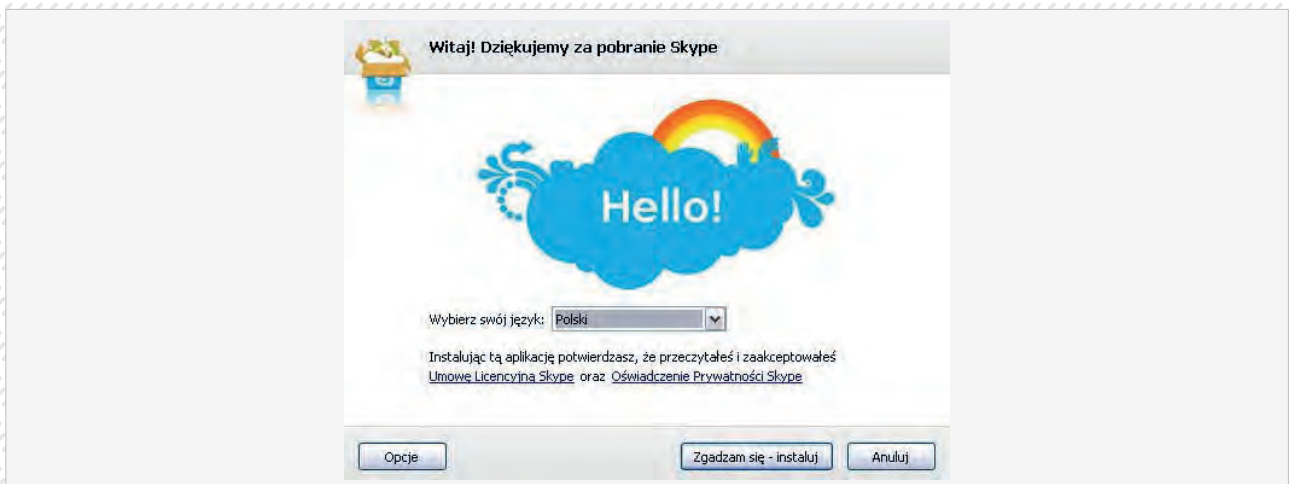 Witaj! Dziękujemy za pobranie Skype
Hello!
Wybierz swój język: Polski
Instalując tą aplikację potwierdzasz, że przeczytałeś i zaakceptowałeś
Umowę Licencyjną Skype oraz Oświadczenie Prywatności Skype
Opcje Zgadzam się - instaluj Anuluj